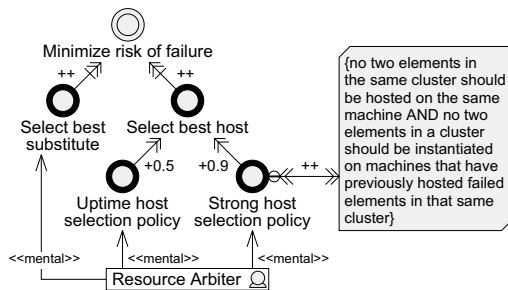 Minimize risk of failure
++
++
Select best
substitute
Select best host
+0.5
+0.9
++
Uptime host
selection policy
Strong host
selection policy
{no two elements in
the same cluster should
be hosted on the same
machine AND no two
elements in a cluster
should be instantiated
on machines that have
previously hosted failed
elements in that same
cluster}
<<mental>>
<<mental>>
<<mental>>
Resource Arbiter